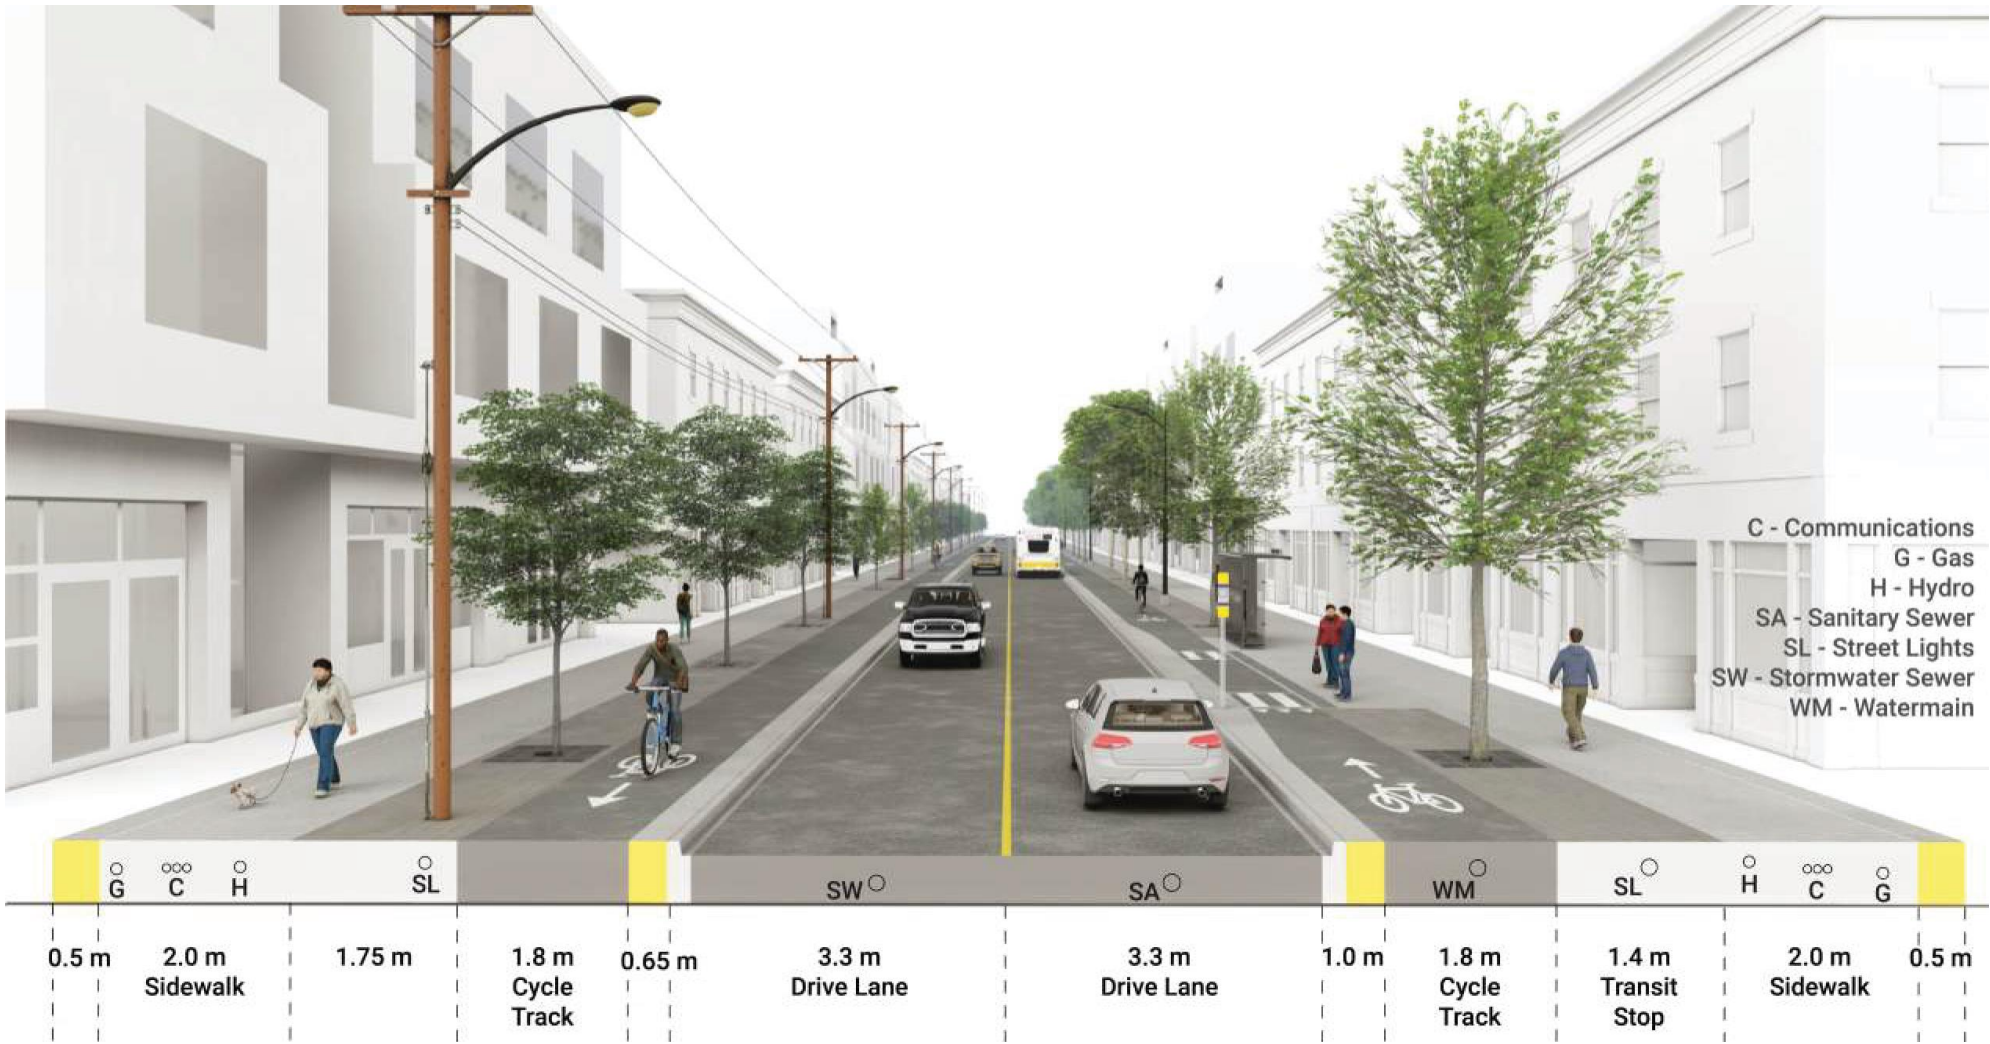 C - Communications
G - Gas
H - Hydro
SA - Sanitary Sewer
SL - Street Lights
SW - Stormwater Sewer
WM - Watermain
G C H SL SW SA WM SL H C G
0.5 m 2.0 m 1.75 m 1.8 m 0.65 m 3.3 m 3.3 m 1.0 m 1.8 m 1.4 m 2.0 m 0.5 m
Sidewalk Cycle Drive Lane Drive Lane Cycle Transit Sidewalk
Track Track Stop